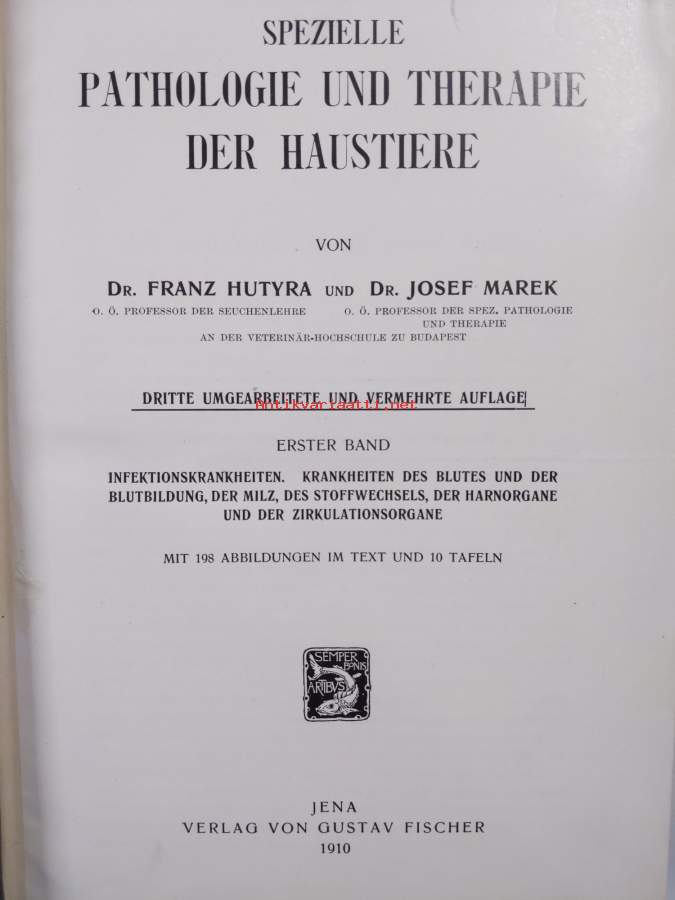 SPEZIELLE
PATHOLOGIE UND THERAPIE
DER HAUSTIERE
VON
DR. FRANZ HUTYRA UND DR. JOSEF MAREK
O. Ö. PROFESSOR DER SEUCHENLEHRE O. Ö. PROFESSOR DER SPEZ. PATHOLOGIE
UND THERAPIE
AN DER VETERINÄR-HOCHSCHULE ZU BUDAPEST
DRITTE UMGEARBEITETE UND VERMEHRTE AUFLAGE
Antikvariaatti.net
ERSTER BAND
INFEKTIONSKRANKHEITEN. KRANKHEITEN DES BLUTES UND DER
BLUTBILDUNG, DER MILZ, DES STOFFWECHSELS, DER HARNORGANE
UND DER ZIRKULATIONSORGANE
MIT 198 ABBILDUNGEN IM TEXT UND 10 TAFELN
SEMPER
BONIS
ARTIBVS
JENA
VERLAG VON GUSTAV FISCHER
1910